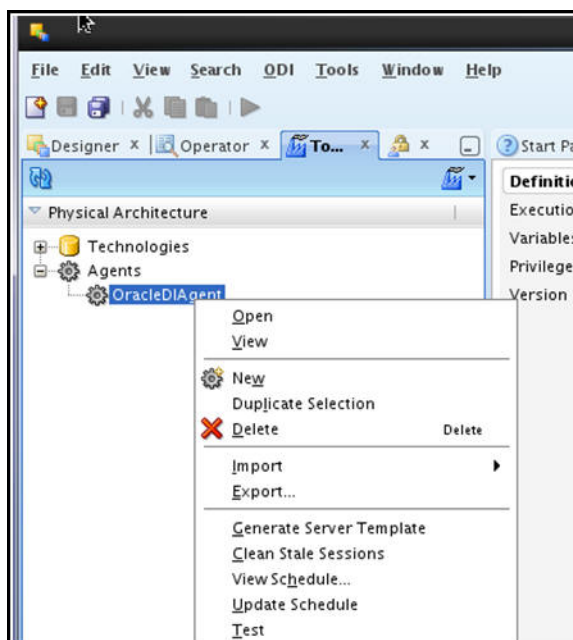 File Edit View Search ODI Tools Window Help
Designer x Operator x To... x x Start Pa
Physical Architecture
Definitio
Executio
Variables
Privilege
Version
Technologies
Agents
OracleDIAgent
Open
View
New
Duplicate Selection
Delete Delete
Import
Export...
Generate Server Template
Clean Stale Sessions
View Schedule...
Update Schedule
Test